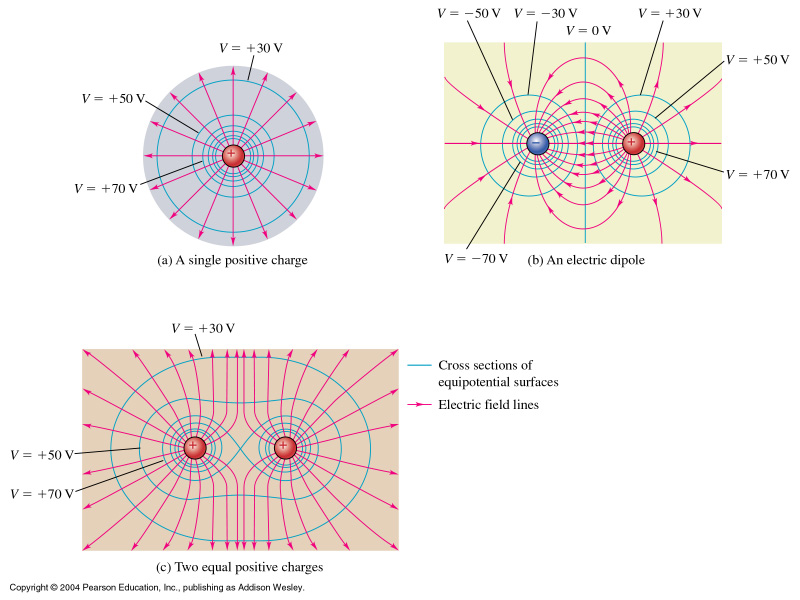 V = +30 V
V = +50 V
V = +70 V
+
(a) A single positive charge
V = −50 V V = −30 V V = +30 V
V = 0 V
V = +50 V
− +
V = +70 V
V = −70 V
(b) An electric dipole
V = +30 V
+ +
V = +50 V
V = +70 V
(c) Two equal positive charges
Cross sections of
equipotential surfaces
Electric field lines
Copyright © 2004 Pearson Education, Inc., publishing as Addison Wesley.